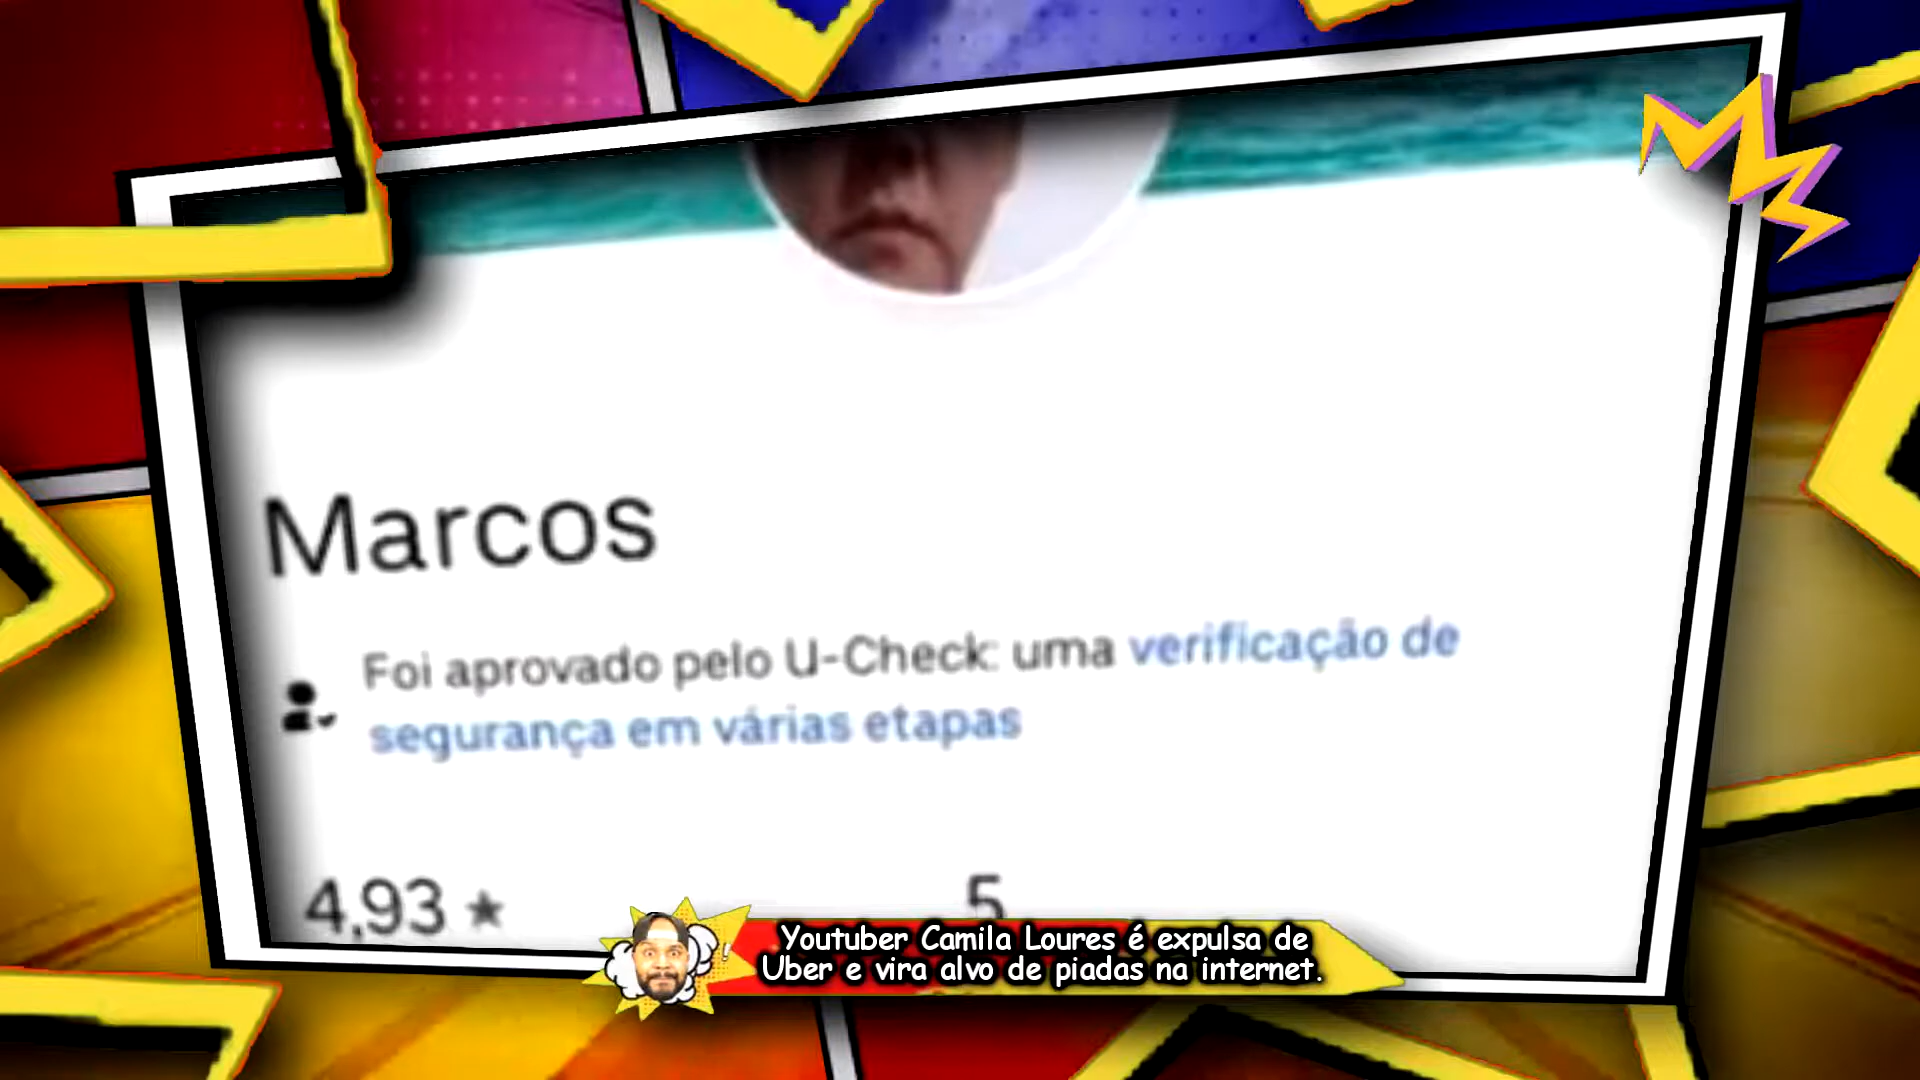 Marcos
Foi aprovado pelo U-Check: uma verificação de
segurança em várias etapas
4,93 ★
5
Youtuber Camila Loures é expulsa de
Uber e vira alvo de piadas na internet.